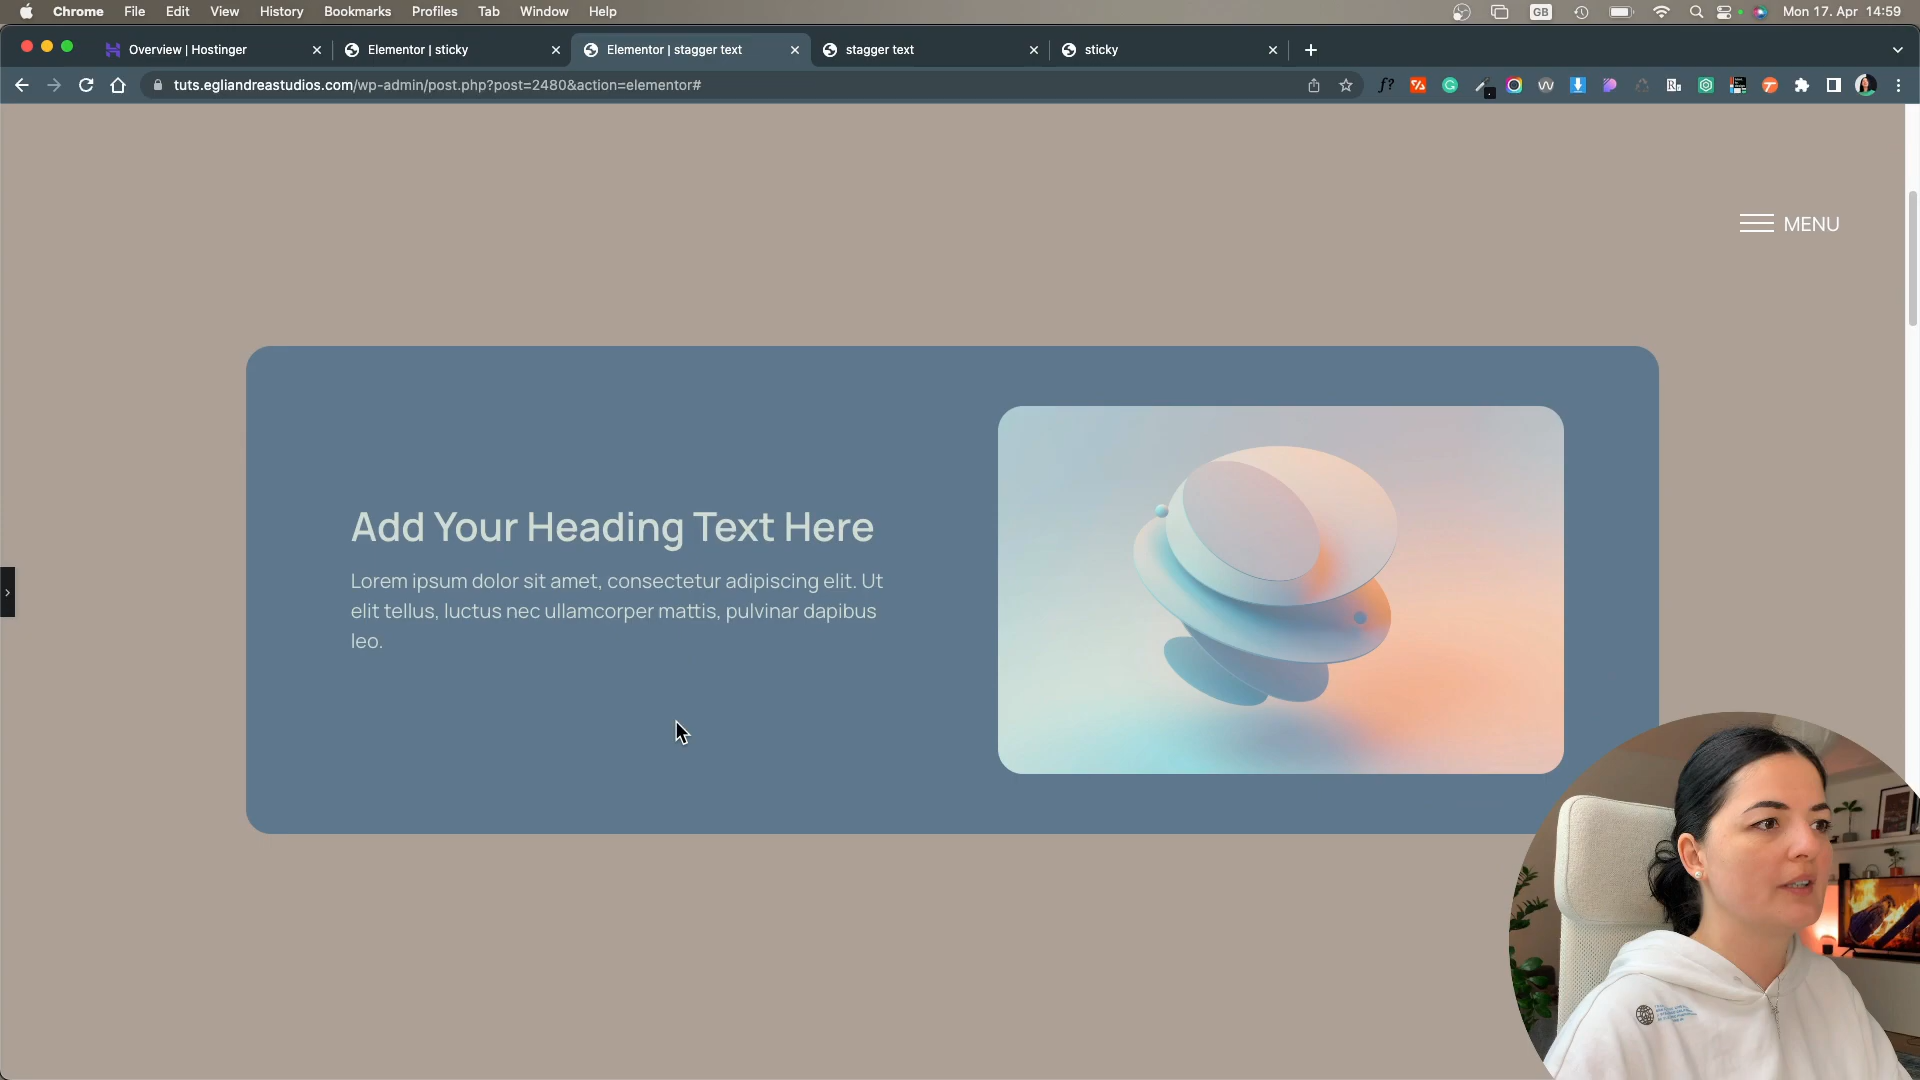 Chrome File Edit View History Bookmarks Profiles Tab Window Help GB Mon 17. Apr 14:59
Overview | Hostinger
Elementor | sticky
Elementor | stagger text
stagger text
sticky
tuts.egliandreastudios.com/wp-admin/post.php?post=2480&action=elementor#
MENU
Add Your Heading Text Here
Lorem ipsum dolor sit amet, consectetur adipiscing elit. Ut
elit tellus, luctus nec ullamcorper mattis, pulvinar dapibus
leo.